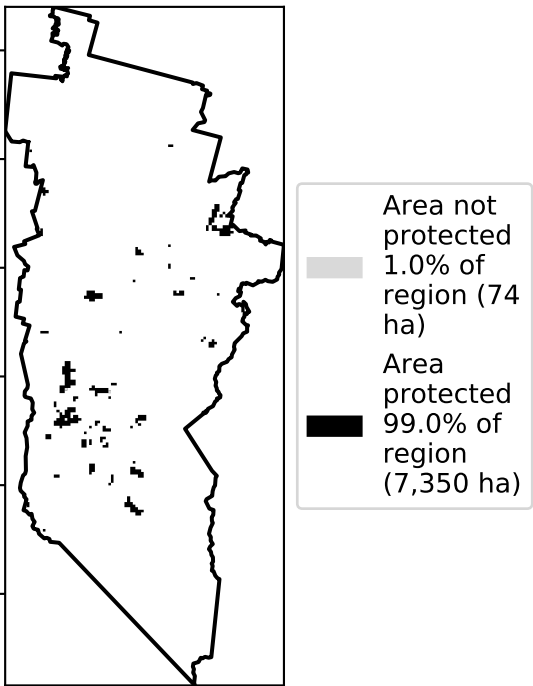 Area not
protected
1.0% of
region (74
ha)
Area
protected
99.0% of
region
(7,350 ha)